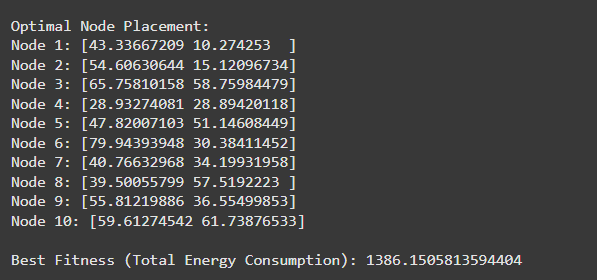 Optimal Node Placement:
Node 1: [43.33667209 10.274253  ]
Node 2: [54.60630644 15.12096734]
Node 3: [65.75810158 58.75984479]
Node 4: [28.93274081 28.89420118]
Node 5: [47.82007103 51.14608449]
Node 6: [79.94393948 30.38411452]
Node 7: [40.76632968 34.19931958]
Node 8: [39.50055799 57.5192223 ]
Node 9: [55.81219886 36.55499853]
Node 10: [59.61274542 61.73876533]
Best Fitness (Total Energy Consumption): 1386.1505813594404